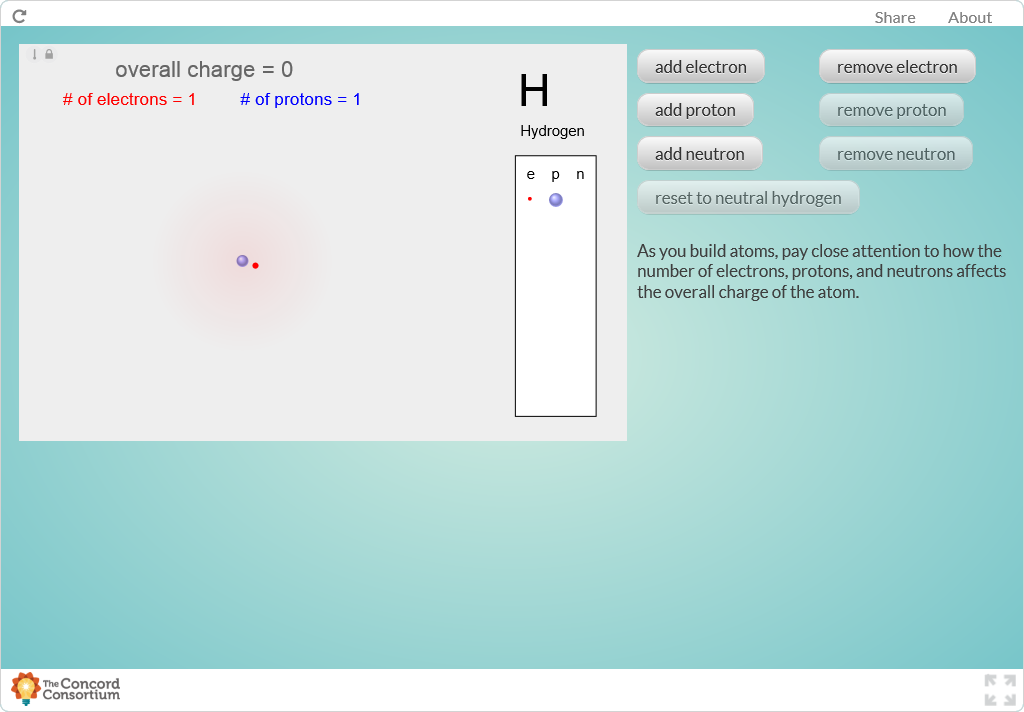 Share About
overall charge = 0
# of electrons = 1 # of protons = 1
H
Hydrogen
e p n
add electron remove electron
add proton remove proton
add neutron remove neutron
reset to neutral hydrogen
As you build atoms, pay close attention to how the
number of electrons, protons, and neutrons affects
the overall charge of the atom.
The Concord
Consortium